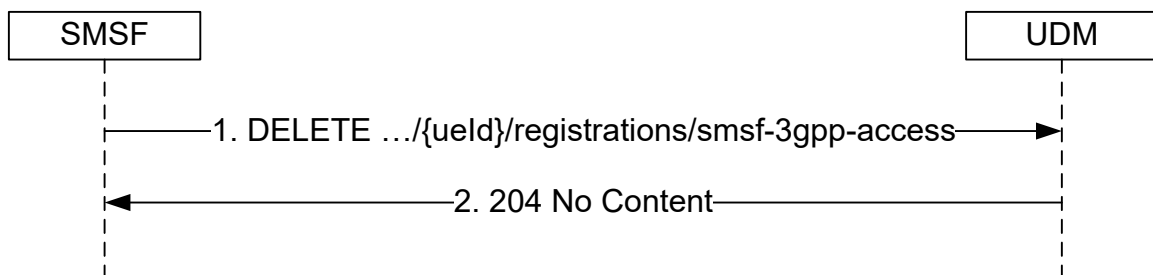 SMSF
UDM
1. DELETE …/{ueId}/registrations/smsf-3gpp-access
2. 204 No Content